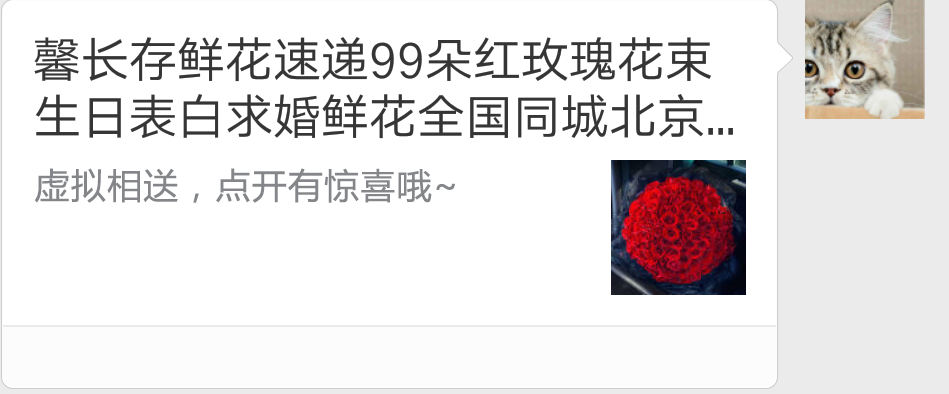 馨长存鲜花速递99朵红玫瑰花束
生日表白求婚鲜花全国同城北京...
虚拟相送，点开有惊喜哦~